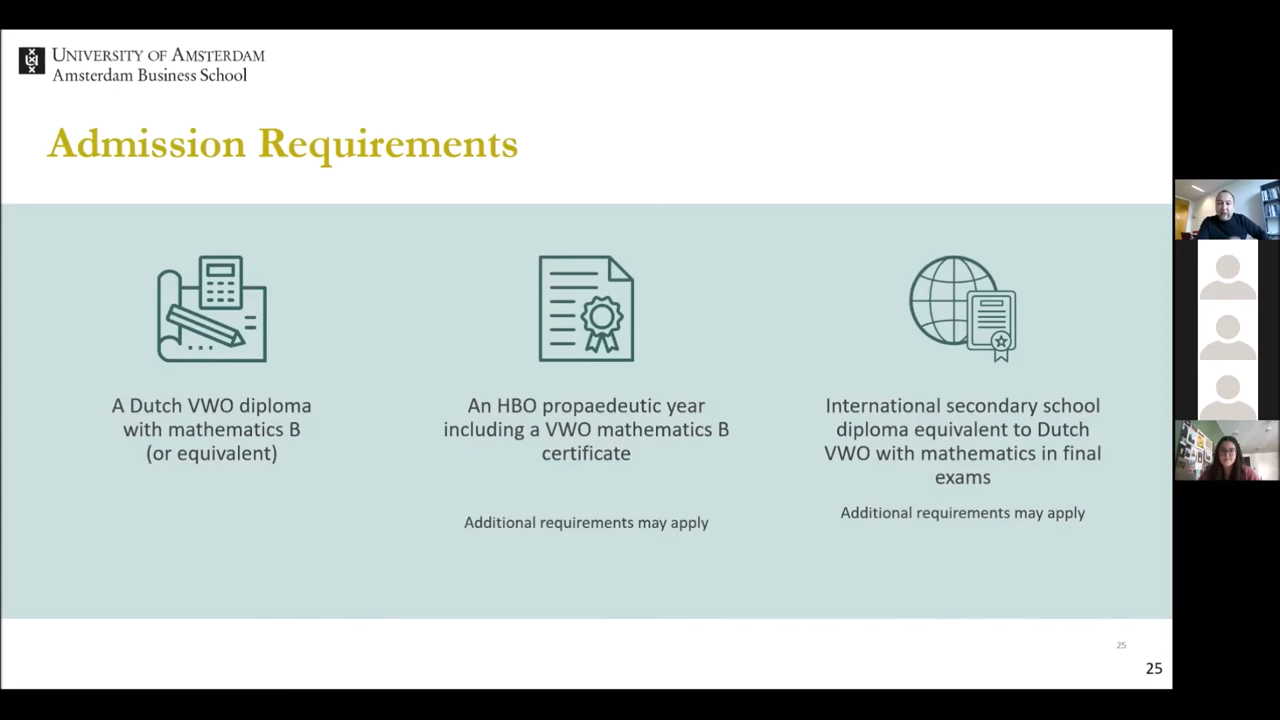 UNIVERSITY OF AMSTERDAM
Amsterdam Business School
Admission Requirements
A Dutch VWO diploma
with mathematics B
(or equivalent)
An HBO propaedeutic year
including a VWO mathematics B
certificate
Additional requirements may apply
International secondary school
diploma equivalent to Dutch
VWO with mathematics in final
exams
Additional requirements may apply
25
25